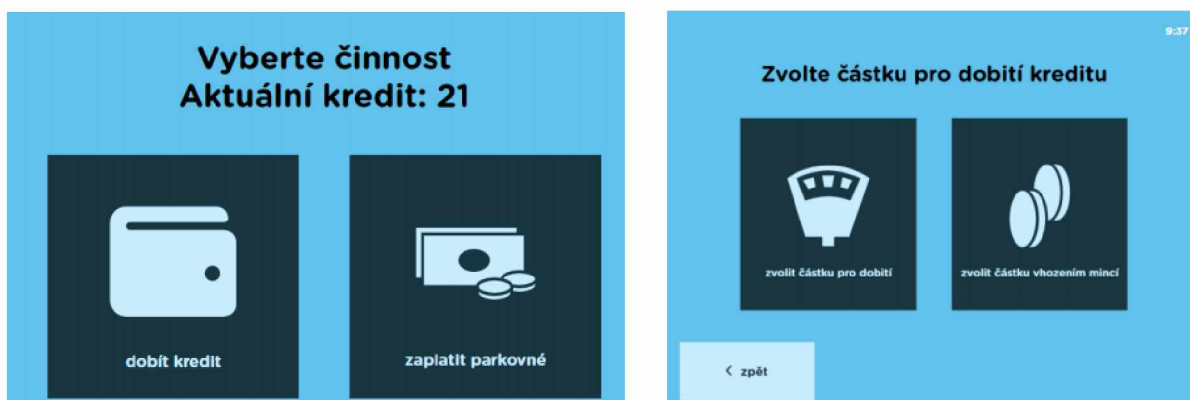 Vyberte činnost
Aktuální kredit: 21
dobít kredit
zaplatit parkovné
9:37
Zvolte částku pro dobití kreditu
zvolit částku pro dobití
zvolit částku vhozením mincí
< zpět